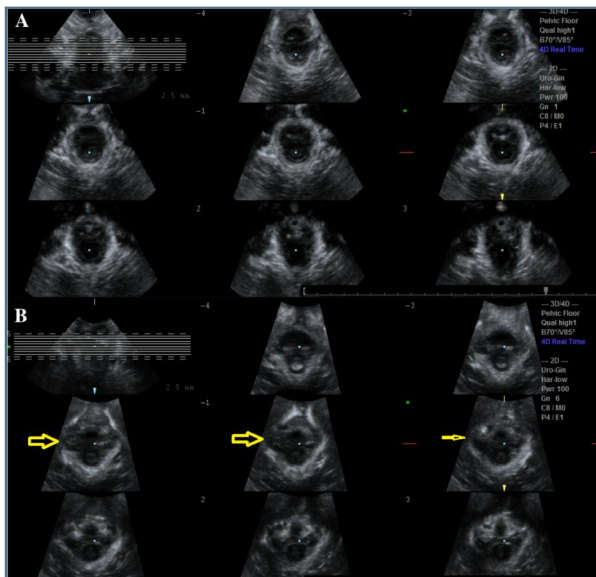 A
-4
-3
--- 3D/4D ---
Pelvic Floor
Qual high1
B70°/V85°
4D Real Time
--- 2D ---
Uro-Gin
Har-low
Pwr 100
Gn 1
C8 / M0
P4 / E1
2.5 mm
-1
2
3
B
-4
-3
--- 3D/4D ---
Pelvic Floor
Qual high1
B70°/V85°
4D Real Time
--- 2D ---
Uro-Gin
Har-low
Pwr 100
Gn 6
C8 / M0
P4 / E1
2.5 mm
-1
2
3